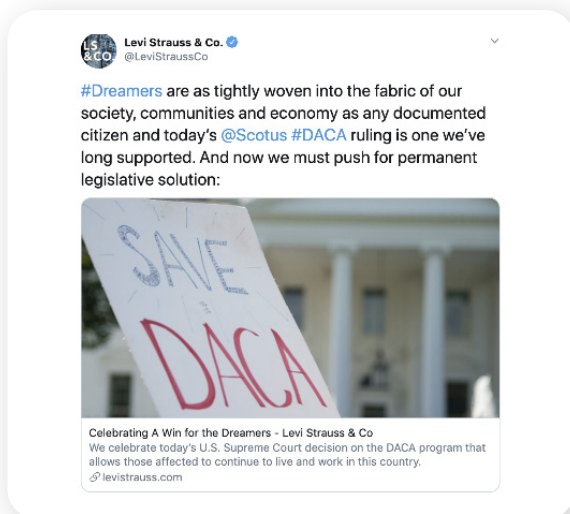 LS
&CO
Levi Strauss & Co.
@LeviStraussCo
#Dreamers are as tightly woven into the fabric of our
society, communities and economy as any documented
citizen and today's @Scotus #DACA ruling is one we've
long supported. And now we must push for permanent
legislative solution:
SAVE
DACA
Celebrating A Win for the Dreamers - Levi Strauss & Co
We celebrate today's U.S. Supreme Court decision on the DACA program that
allows those affected to continue to live and work in this country.
levistrauss.com